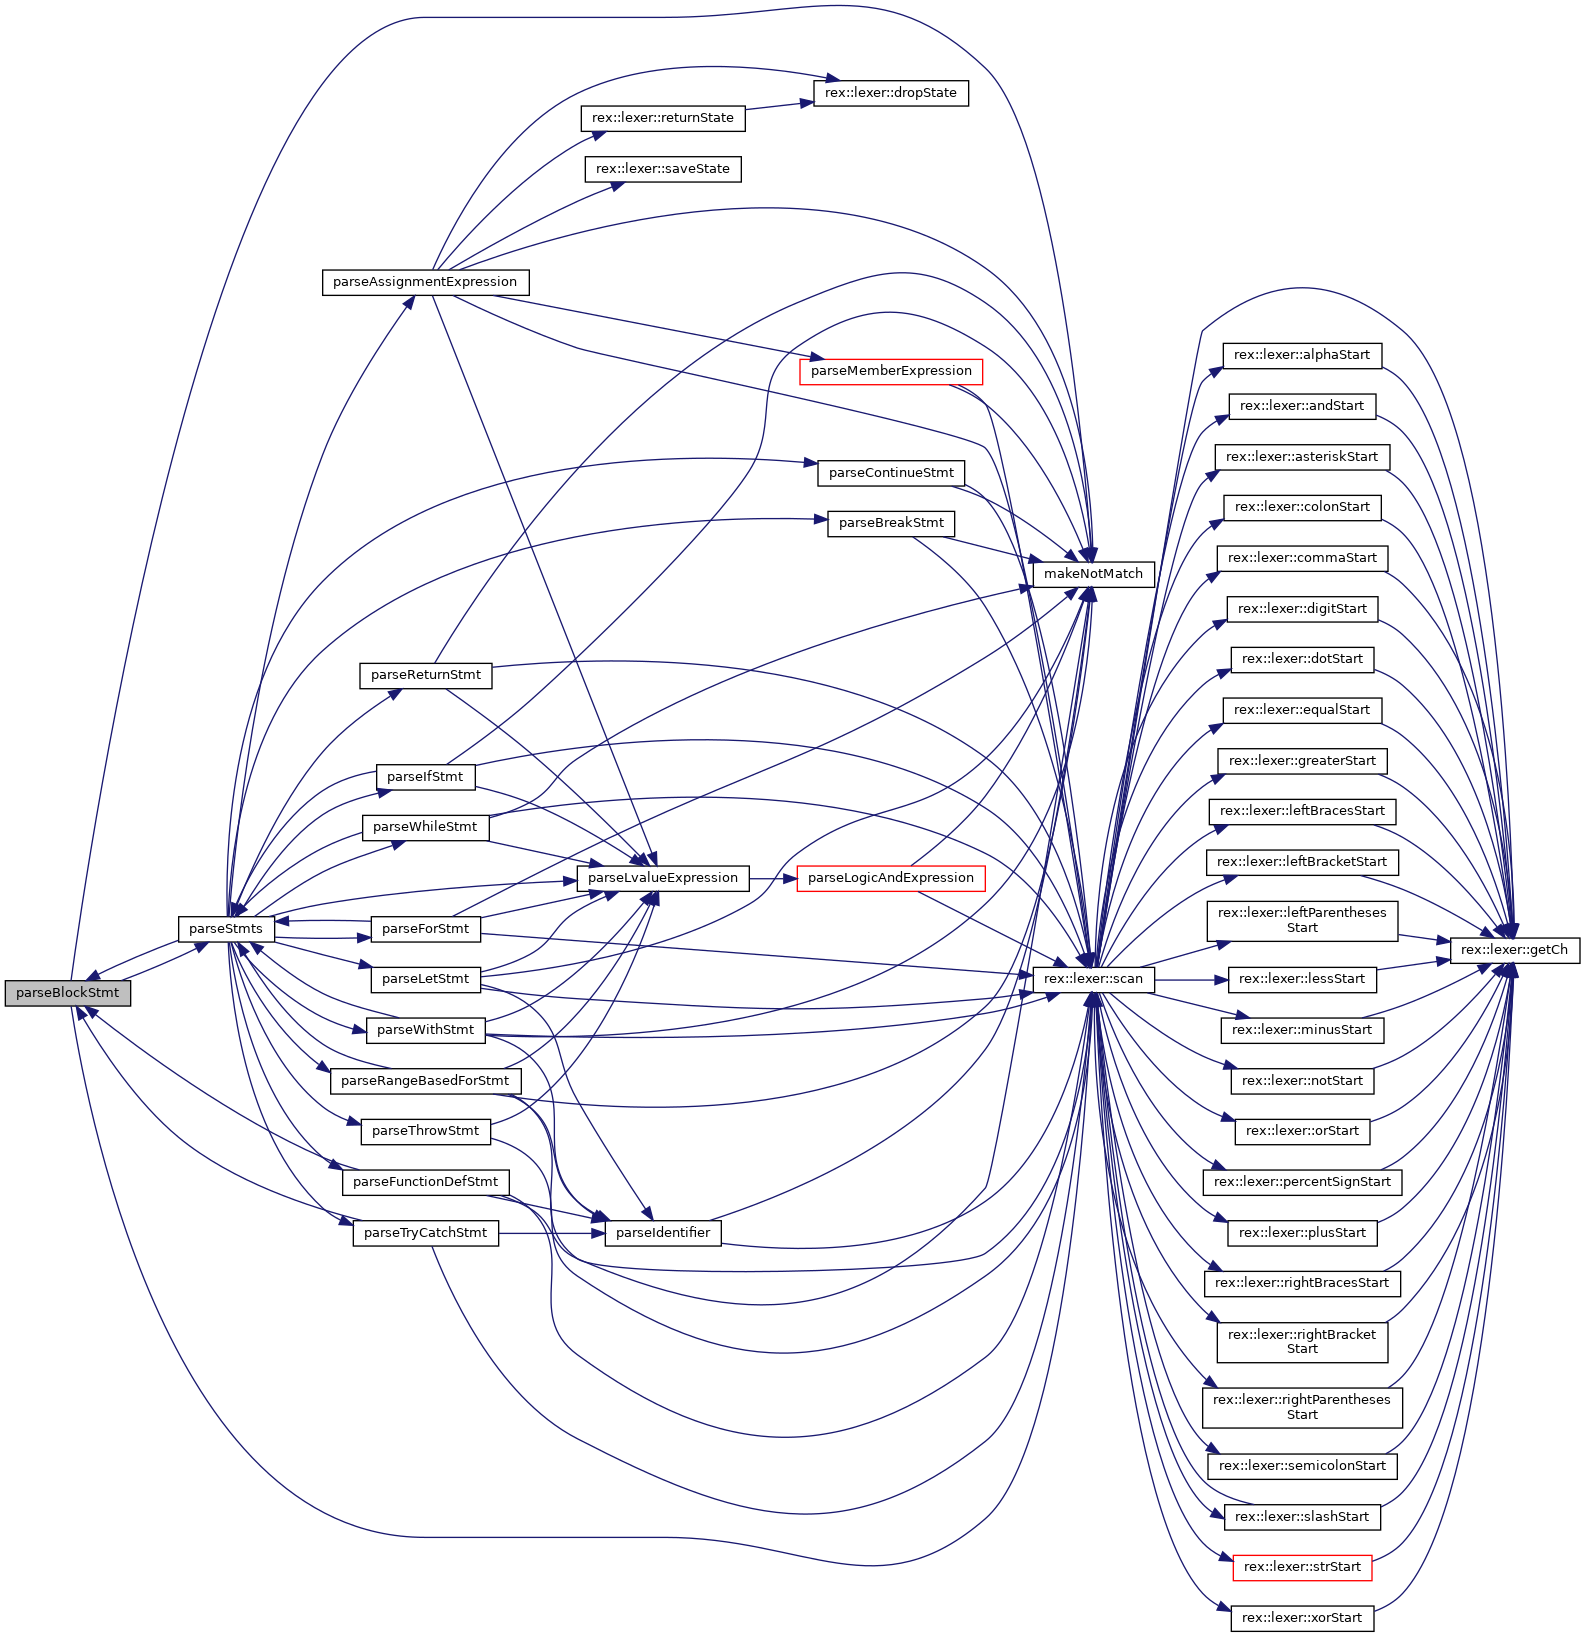 rex::lexer::dropState
rex::lexer::returnState
rex::lexer::saveState
parseAssignmentExpression
rex::lexer::alphaStart
parseMemberExpression
rex::lexer::andStart
rex::lexer::asteriskStart
parseContinueStmt
rex::lexer::colonStart
parseBreakStmt
rex::lexer::commaStart
makeNotMatch
rex::lexer::digitStart
rex::lexer::dotStart
parseReturnStmt
rex::lexer::equalStart
rex::lexer::greaterStart
parseIfStmt
rex::lexer::leftBracesStart
parseWhileStmt
rex::lexer::leftBracketStart
parseLvalueExpression
parseLogicAndExpression
rex::lexer::leftParentheses
Start
parseStmts
parseForStmt
rex::lexer::getCh
parseBlockStmt
parseLetStmt
rex::lexer::scan
rex::lexer::lessStart
parseWithStmt
rex::lexer::minusStart
parseRangeBasedForStmt
rex::lexer::notStart
parseThrowStmt
rex::lexer::orStart
parseFunctionDefStmt
rex::lexer::percentSignStart
parseTryCatchStmt
parseIdentifier
rex::lexer::plusStart
rex::lexer::rightBracesStart
rex::lexer::rightBracket
Start
rex::lexer::rightParentheses
Start
rex::lexer::semicolonStart
rex::lexer::slashStart
rex::lexer::strStart
rex::lexer::xorStart